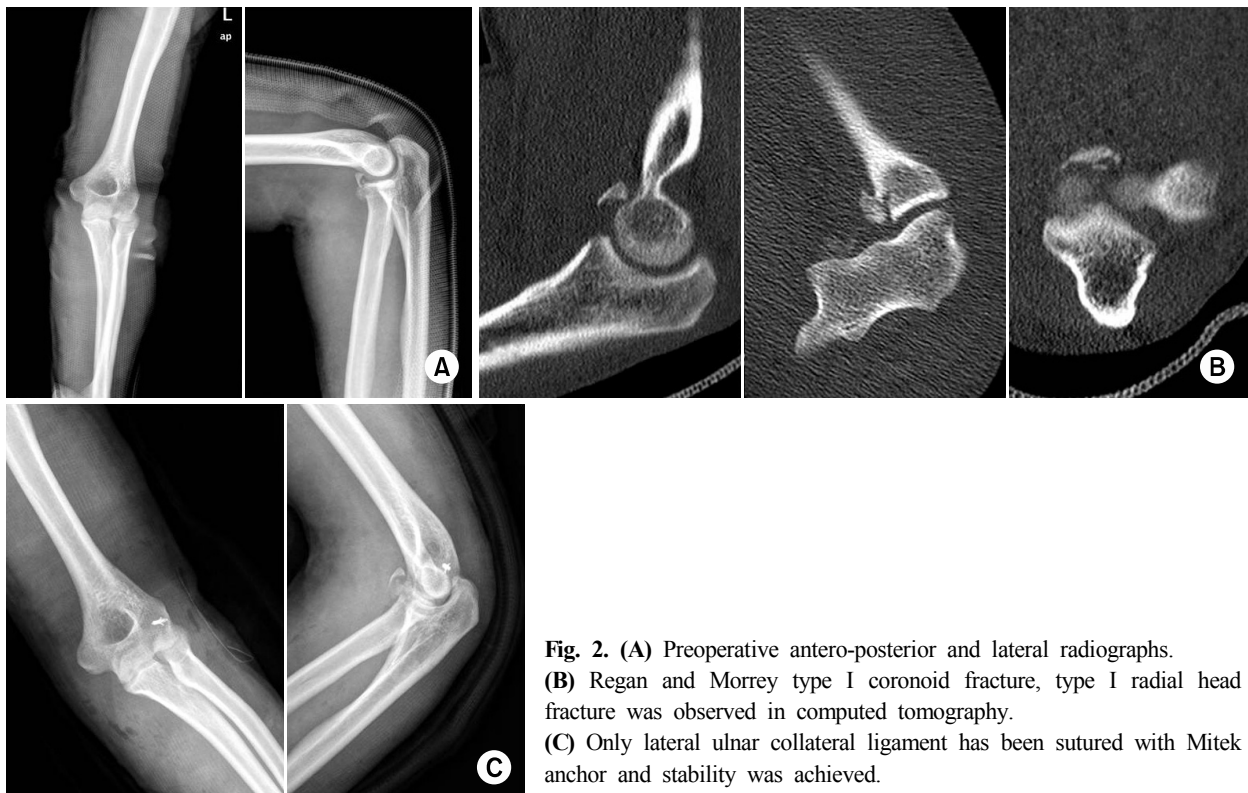 L
ap
A
B
C
Fig. 2. (A) Preoperative antero-posterior and lateral radiographs.
(B) Regan and Morrey type I coronoid fracture, type I radial head
fracture was observed in computed tomography.
(C) Only lateral ulnar collateral ligament has been sutured with Mitek
anchor and stability was achieved.